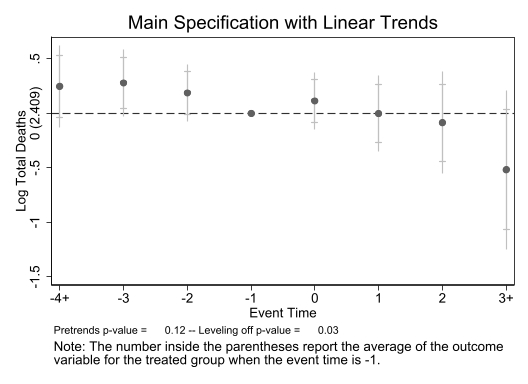 Main Specification with Linear Trends
Log Total Deaths
.5
0 (2.409)
-.5
-1
-1.5
-4+ -3 -2 -1 0 1 2 3+
Event Time
Pretrends p-value = 0.12 -- Leveling off p-value = 0.03
Note: The number inside the parentheses report the average of the outcome
variable for the treated group when the event time is -1.